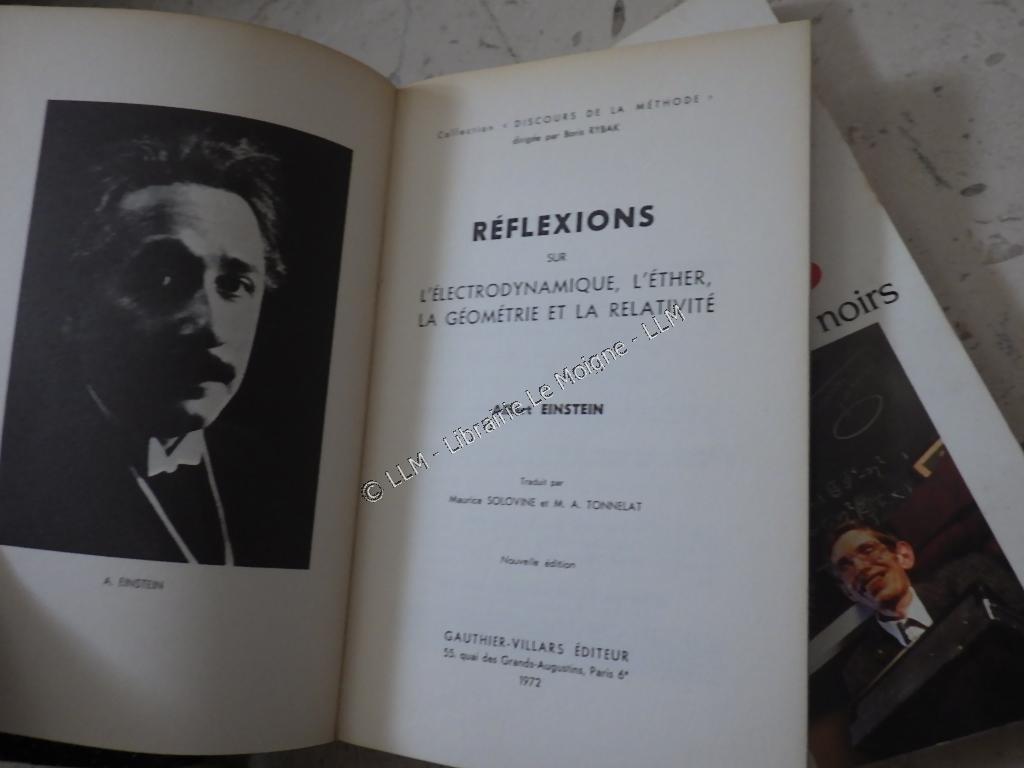 A. EINSTEIN
Collection « DISCOURS DE LA MÉTHODE »
dirigée par Boris RYBAK
RÉFLEXIONS
SUR
L'ÉLECTRODYNAMIQUE, L'ÉTHER,
LA GÉOMÉTRIE ET LA RELATIVITÉ
Albert EINSTEIN
Traduit par
Maurice SOLOVINE et M. A. TONNELAT
Nouvelle édition
GAUTHIER-VILLARS ÉDITEUR
55, quai des Grands-Augustins, Paris 6ᵉ
1972
© LLM - Librairie Le Moigne - LLM
noirs